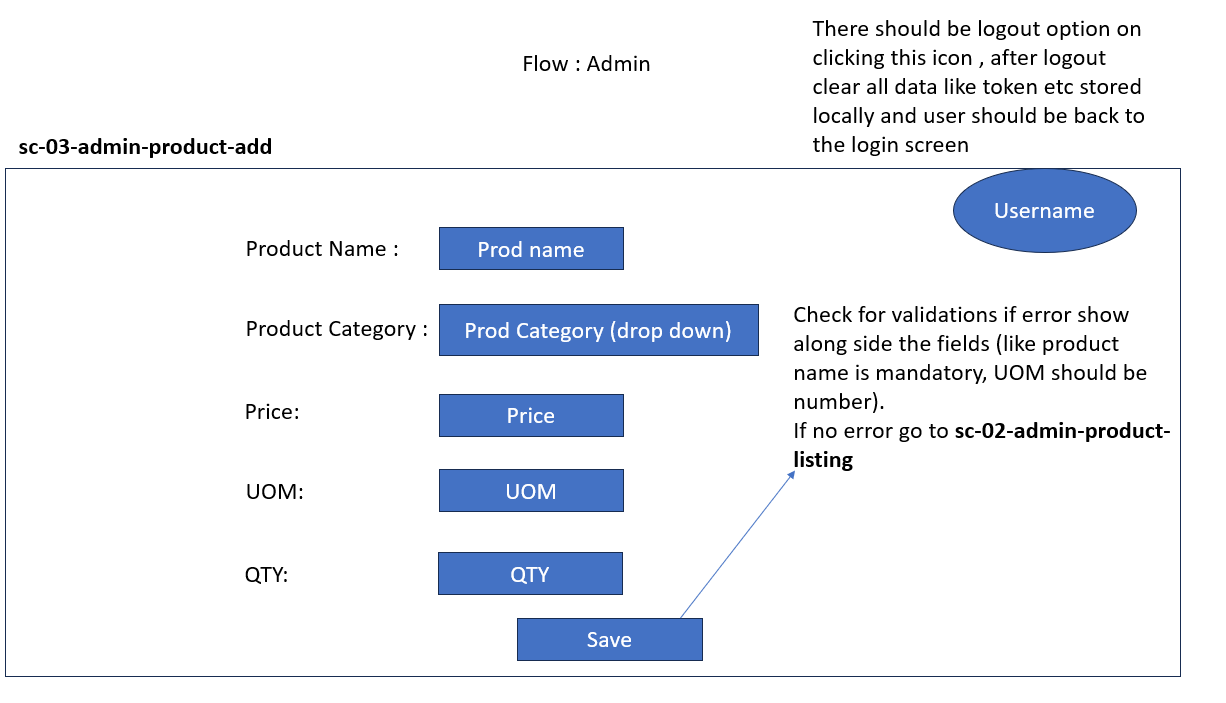 There should be logout option on
clicking this icon , after logout
clear all data like token etc stored
locally and user should be back to
the login screen
Flow : Admin
sc-03-admin-product-add
Username
Product Name :
Prod name
Product Category :
Prod Category (drop down)
Check for validations if error show
along side the fields (like product
name is mandatory, UOM should be
number).
If no error go to sc-02-admin-product-
listing
Price:
Price
UOM:
UOM
QTY:
QTY
Save